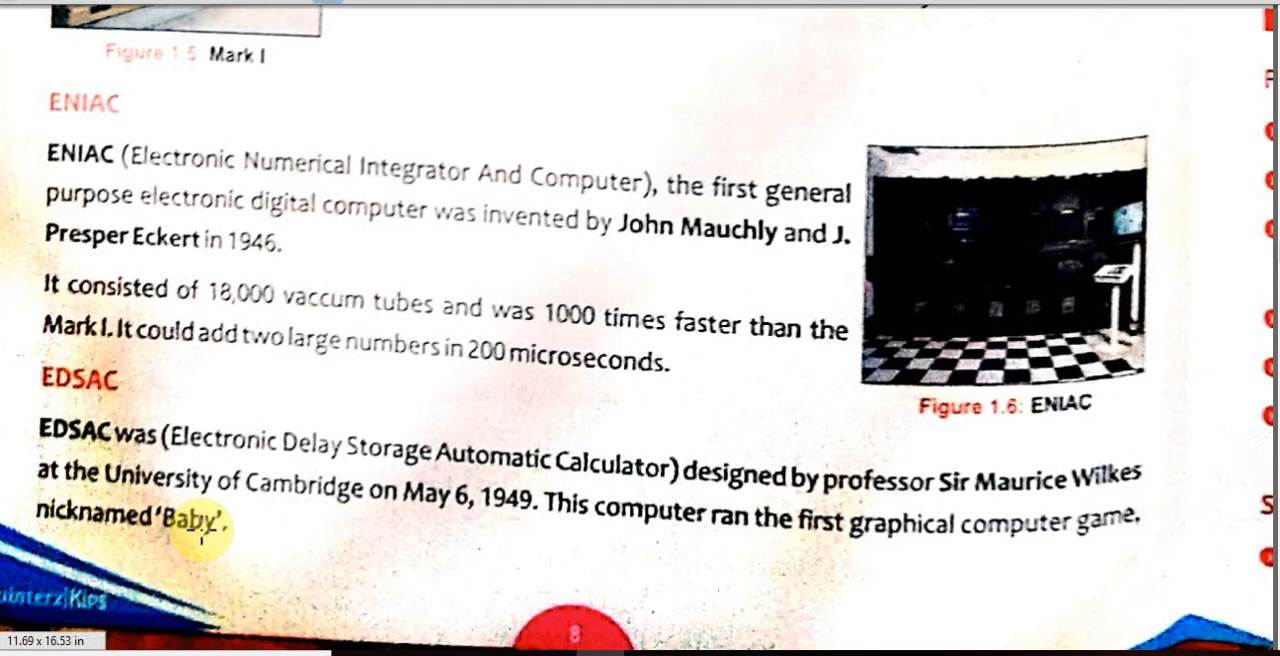 Figure 1.5 Mark I
ENIAC
ENIAC (Electronic Numerical Integrator And Computer), the first general
purpose electronic digital computer was invented by John Mauchly and J.
Presper Eckert in 1946.
It consisted of 18,000 vaccum tubes and was 1000 times faster than the
Mark I. It could add two large numbers in 200 microseconds.
Figure 1.6: ENIAC
EDSAC
EDSAC was (Electronic Delay Storage Automatic Calculator) designed by professor Sir Maurice Wilkes
at the University of Cambridge on May 6, 1949. This computer ran the first graphical computer game,
nicknamed 'Baby'.
Kips
8
11.69 x 16.53 in